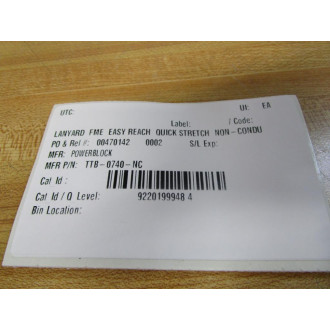 UTC: UI: EA
Label: / Code:
LANYARD FME EASY REACH QUICK STRETCH NON-CONDU
PO & Rel #: 00470142 0002 S/L Exp:
MFR: POWERBLOCK
MFR P/N: TTB-0740-NC
Cat Id :
Cat Id / Q Level: 9220199948 4
Bin Location: